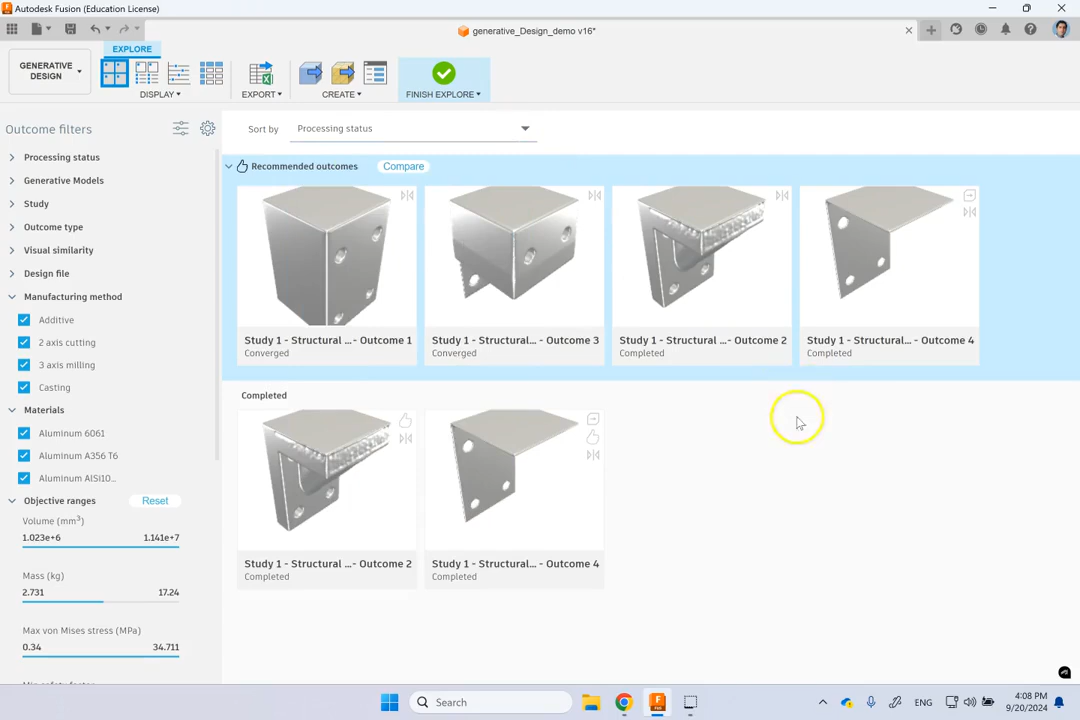 Autodesk Fusion (Education License)
generative_Design_demo v16*
EXPLORE
GENERATIVE
DESIGN
DISPLAY
EXPORT
CREATE
FINISH EXPLORE
Outcome filters
Sort by
Processing status
Processing status
Generative Models
Study
Outcome type
Visual similarity
Design file
Manufacturing method
Additive
2 axis cutting
3 axis milling
Casting
Materials
Aluminum 6061
Aluminum A356 T6
Aluminum AlSi10...
Objective ranges
Reset
Volume (mm³)
1.023e+6 1.141e+7
Mass (kg)
2.731 17.24
Max von Mises stress (MPa)
0.34 34.711
Recommended outcomes
Compare
Study 1 - Structural ...- Outcome 1
Converged
Study 1 - Structural... - Outcome 3
Converged
Study 1 - Structural ...- Outcome 2
Completed
Study 1 - Structural... - Outcome 4
Completed
Completed
Study 1 - Structural ...- Outcome 2
Completed
Study 1 - Structural... - Outcome 4
Completed
Search
ENG
4:08 PM
9/20/2024